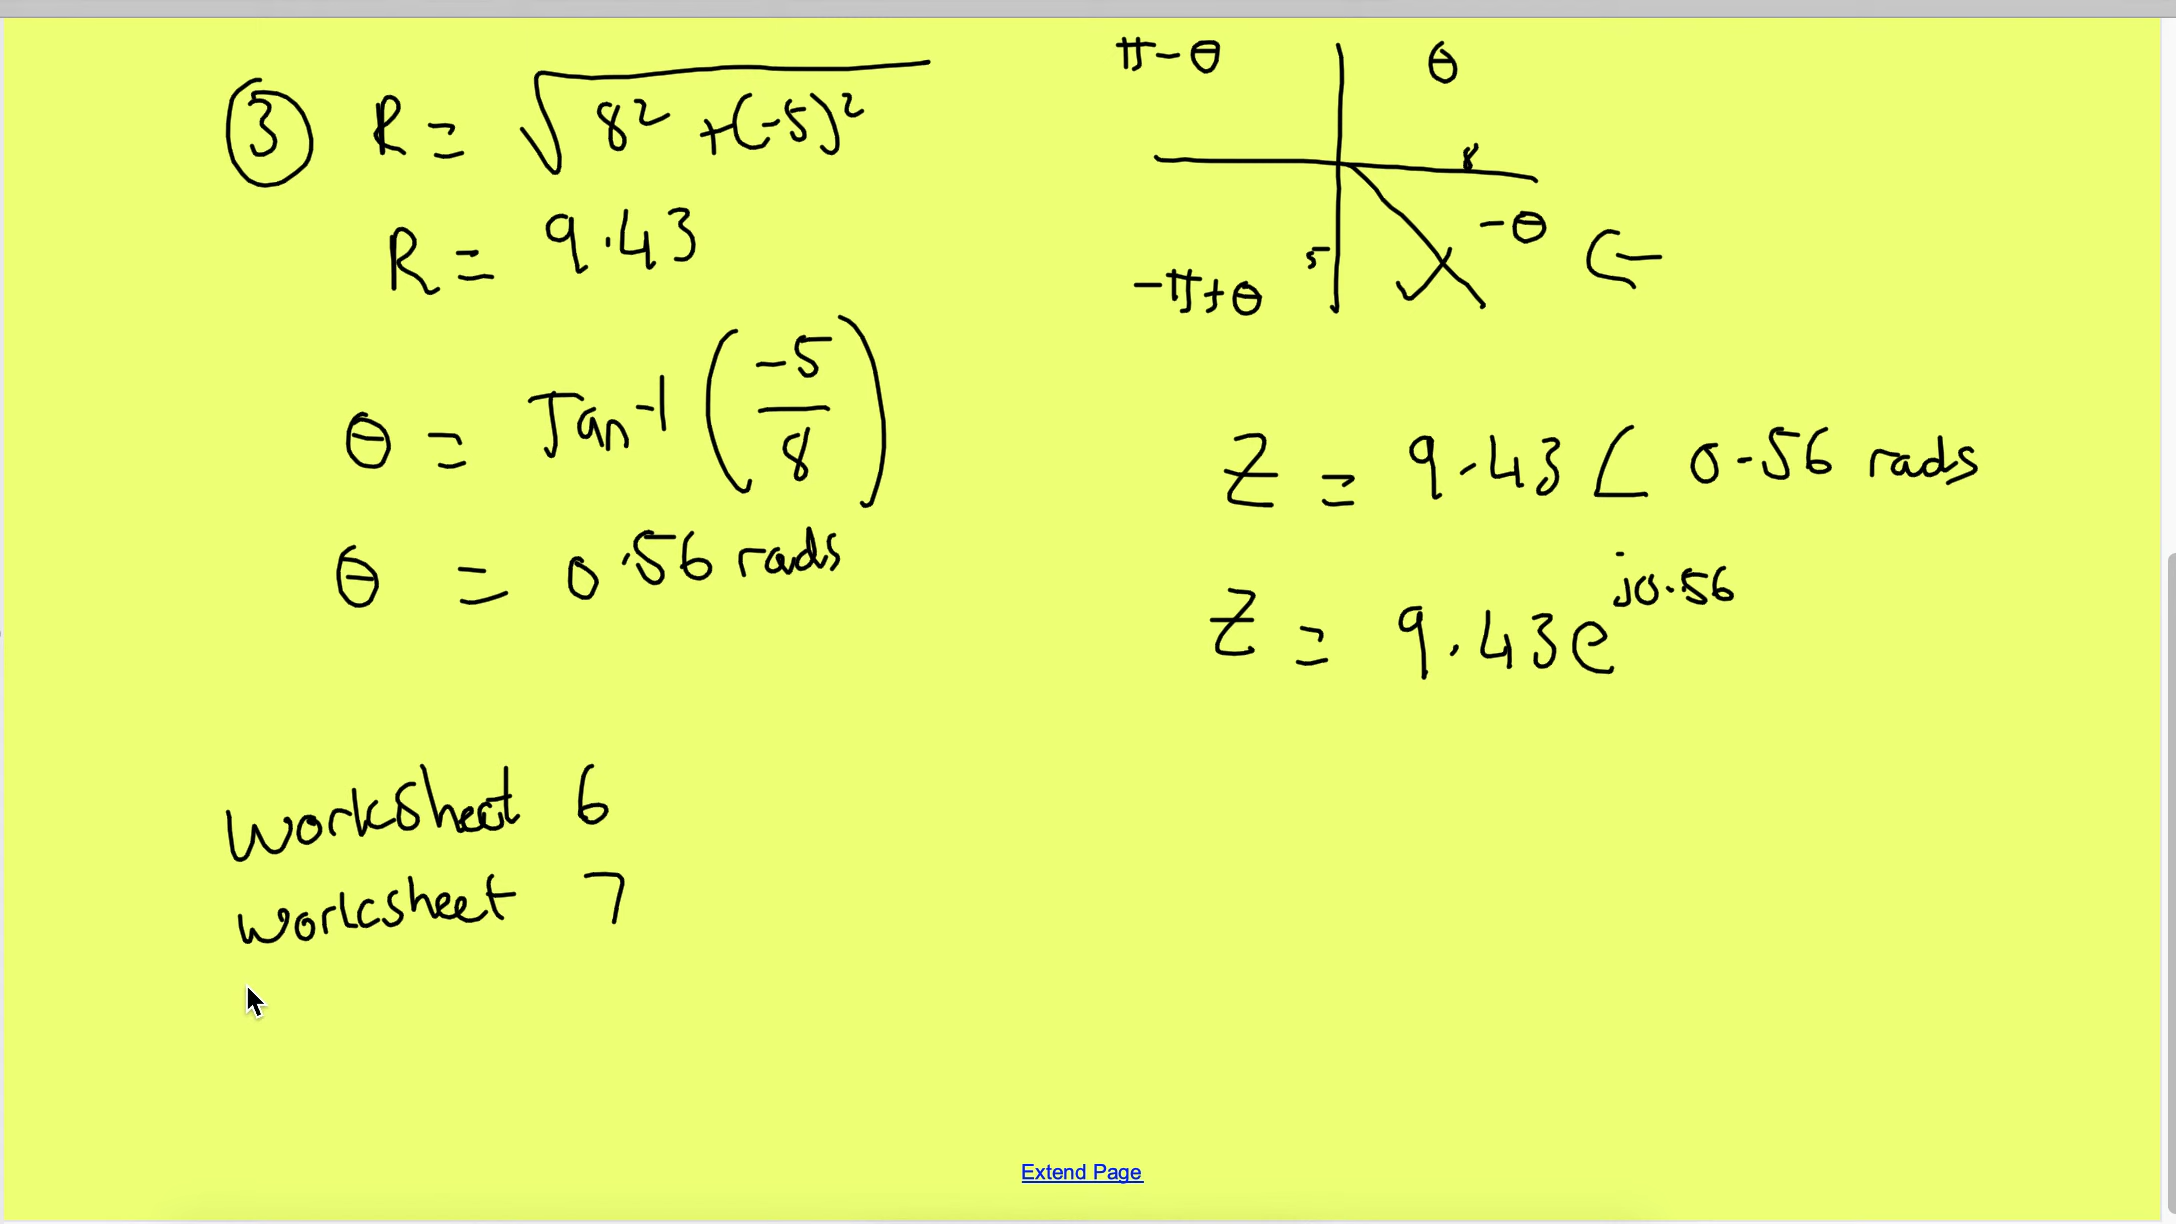 ③ R = √(8² + (-5)²)
R = 9.43
θ = Tan⁻¹ (-5/8)
θ = 0.56 rads
π-θ θ
8
-θ
5
-π+θ
Z = 9.43 ∠ 0.56 rads
Z = 9.43e^j0.56
Worksheet 6
Worksheet 7
Extend Page